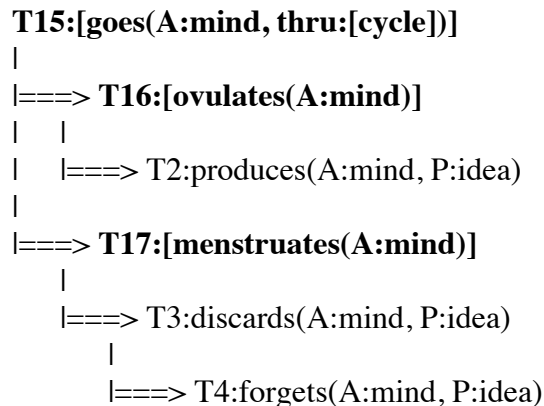 T15:[goes(A:mind, thru:[cycle])]
|
|===> T16:[ovulates(A:mind)]
| |
| |===> T2:produces(A:mind, P:idea)
|
|===> T17:[menstruates(A:mind)]
|
|===> T3:discards(A:mind, P:idea)
|
|===> T4:forgets(A:mind, P:idea)